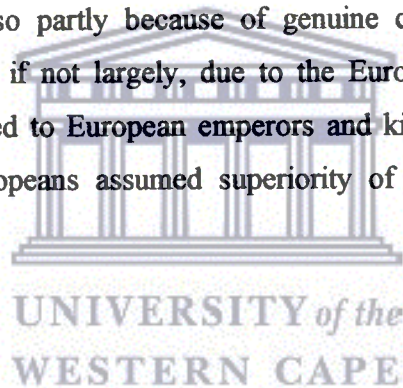 so partly because of genuine
if not largely, due to the Euro
ed to European emperors and ki
opeans assumed superiority of
UNIVERSITY of the
WESTERN CAPE